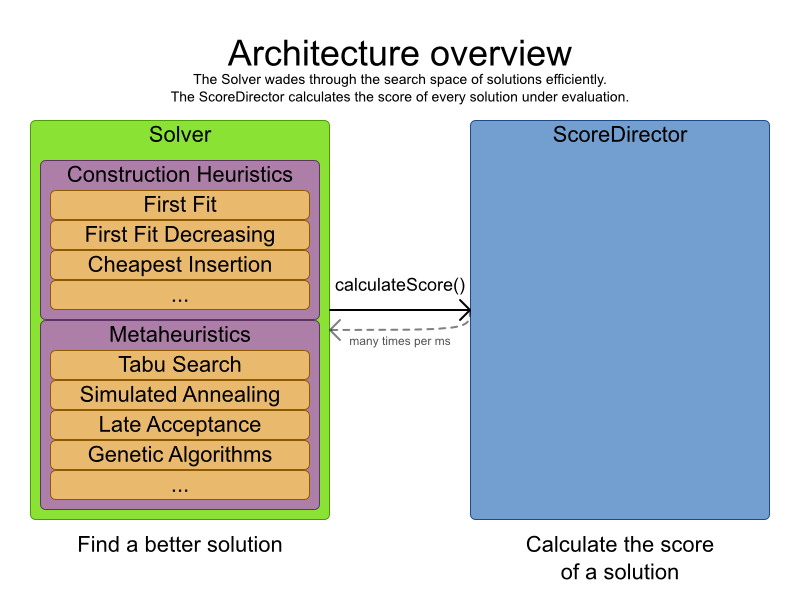 Architecture overview
The Solver wades through the search space of solutions efficiently.
The ScoreDirector calculates the score of every solution under evaluation.
Solver
Construction Heuristics
First Fit
First Fit Decreasing
Cheapest Insertion
...
Metaheuristics
Tabu Search
Simulated Annealing
Late Acceptance
Genetic Algorithms
...
Find a better solution
calculateScore()
many times per ms
ScoreDirector
Calculate the score
of a solution